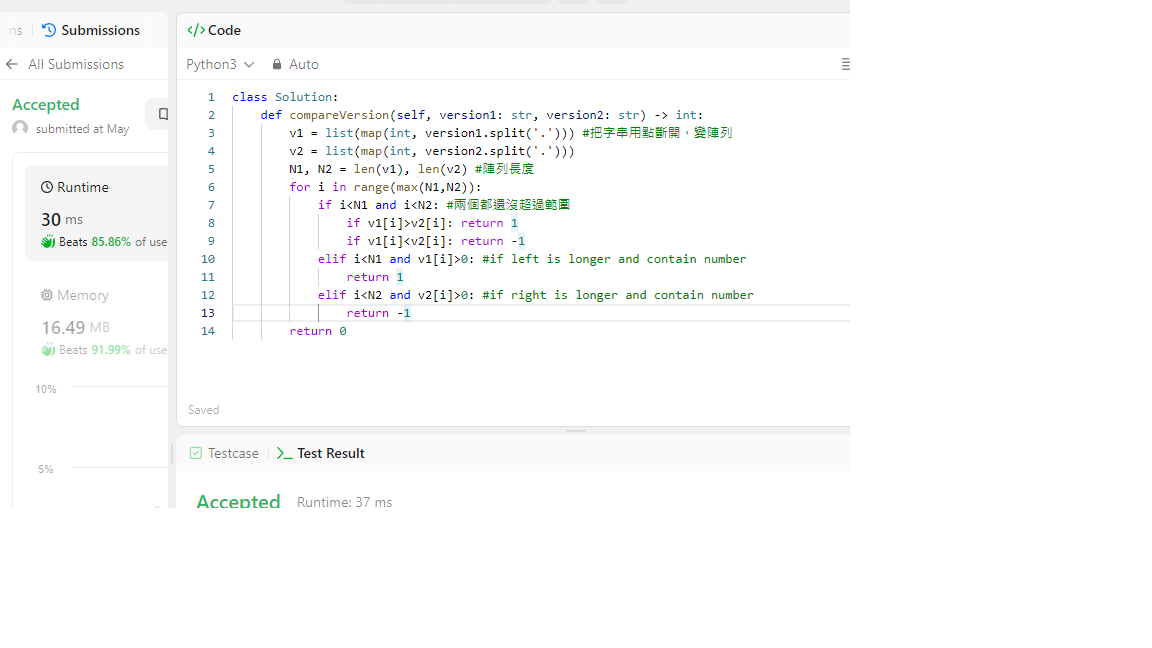 ns
Submissions
All Submissions
Accepted
submitted at May
Runtime
30 ms
Beats 85.86% of use
Memory
16.49 MB
Beats 91.99% of use
10%
5%
</> Code
Python3
Auto
1 class Solution:
2 def compareVersion(self, version1: str, version2: str) -> int:
3 v1 = list(map(int, version1.split('.'))) #把字串用點斷開，變陣列
4 v2 = list(map(int, version2.split('.')))
5 N1, N2 = len(v1), len(v2) #陣列長度
6 for i in range(max(N1,N2)):
7 if i<N1 and i<N2: #兩個都還沒超過範圍
8 if v1[i]>v2[i]: return 1
9 if v1[i]<v2[i]: return -1
10 elif i<N1 and v1[i]>0: #if left is longer and contain number
11 return 1
12 elif i<N2 and v2[i]>0: #if right is longer and contain number
13 return -1
14 return 0
Saved
Testcase
Test Result
Accepted
Runtime: 37 ms